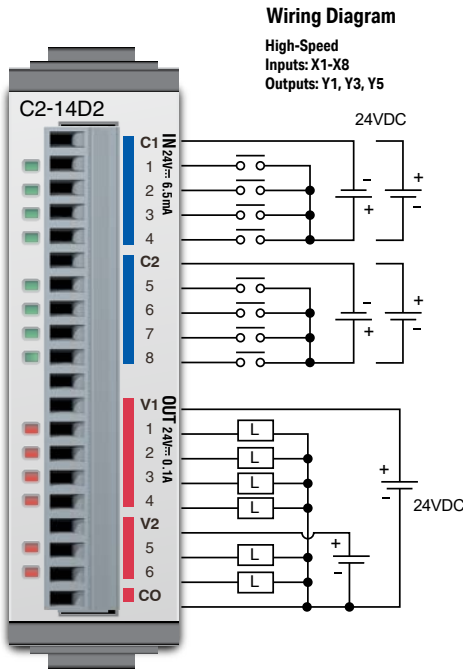 Wiring Diagram
High-Speed
Inputs: X1-X8
Outputs: Y1, Y3, Y5
C2-14D2
24VDC
C1
IN 24V⎓ 6.5mA
1
2
3
4
C2
5
6
7
8
- +
+ -
- +
+ -
V1
OUT 24V⎓ 0.1A
1
2
3
4
V2
5
6
CO
L
L
L
L
L
L
+
-
24VDC
+
-